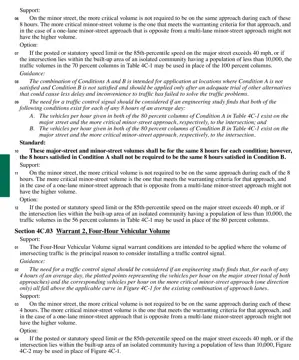 Support:
On the minor street, the more critical volume is not required to be on the same approach during each of these
8 hours. The more critical minor-street volume is the one that meets the warranting criteria for that approach, and
in the case of a one-lane minor-street approach that is opposite from a multi-lane minor-street approach might not
have the higher volume.
Option:
If the posted or statutory speed limit or the 85th-percentile speed on the major street exceeds 40 mph, or if
the intersection lies within the built-up area of an isolated community having a population of less than 10,000, the
traffic volumes in the 70 percent columns in Table 4C-1 may be used in place of the 100 percent columns.
Guidance:
The combination of Conditions A and B is intended for application at locations where Condition A is not
satisfied and Condition B is not satisfied and should be applied only after an adequate trial of other alternatives
that could cause less delay and inconvenience to traffic has failed to solve the traffic problems.
The need for a traffic control signal should be considered if an engineering study finds that both of the
following conditions exist for each of any 8 hours of an average day:
A. The vehicles per hour given in both of the 80 percent columns of Condition A in Table 4C-1 exist on the
major street and the more critical minor-street approach, respectively, to the intersection, and
B. The vehicles per hour given in both of the 80 percent columns of Condition B in Table 4C-1 exist on the
major street and the more critical minor-street approach, respectively, to the intersection.
Standard:
These major-street and minor-street volumes shall be for the same 8 hours for each condition; however,
the 8 hours satisfied in Condition A shall not be required to be the same 8 hours satisfied in Condition B.
Support:
On the minor street, the more critical volume is not required to be on the same approach during each of the 8
hours. The more critical minor-street volume is the one that meets the warranting criteria for that approach, and
in the case of a one-lane minor-street approach that is opposite from a multi-lane minor-street approach might not
have the higher volume.
Option:
If the posted or statutory speed limit or the 85th-percentile speed on the major street exceeds 40 mph, or if
the intersection lies within the built-up area of an isolated community having a population of less than 10,000, the
traffic volumes in the 56 percent columns in Table 4C-1 may be used in place of the 80 percent columns.
Section 4C.03 Warrant 2, Four-Hour Vehicular Volume
Support:
The Four-Hour Vehicular Volume signal warrant conditions are intended to be applied where the volume of
intersecting traffic is the principal reason to consider installing a traffic control signal.
Guidance:
The need for a traffic control signal should be considered if an engineering study finds that, for each of any
4 hours of an average day, the plotted points representing the vehicles per hour on the major street (total of both
approaches) and the corresponding vehicles per hour on the more critical minor-street approach (one direction
only) all fall above the applicable curve in Figure 4C-1 for the existing combination of approach lanes.
Support:
On the minor street, the more critical volume is not required to be on the same approach during each of these
4 hours. The more critical minor-street volume is the one that meets the warranting criteria for that approach, and
in the case of a one-lane minor-street approach that is opposite from a multi-lane minor-street approach might not
have the higher volume.
Option:
If the posted or statutory speed limit or the 85th-percentile speed on the major street exceeds 40 mph, or if the
intersection lies within the built-up area of an isolated community having a population of less than 10,000, Figure
4C-2 may be used in place of Figure 4C-1.